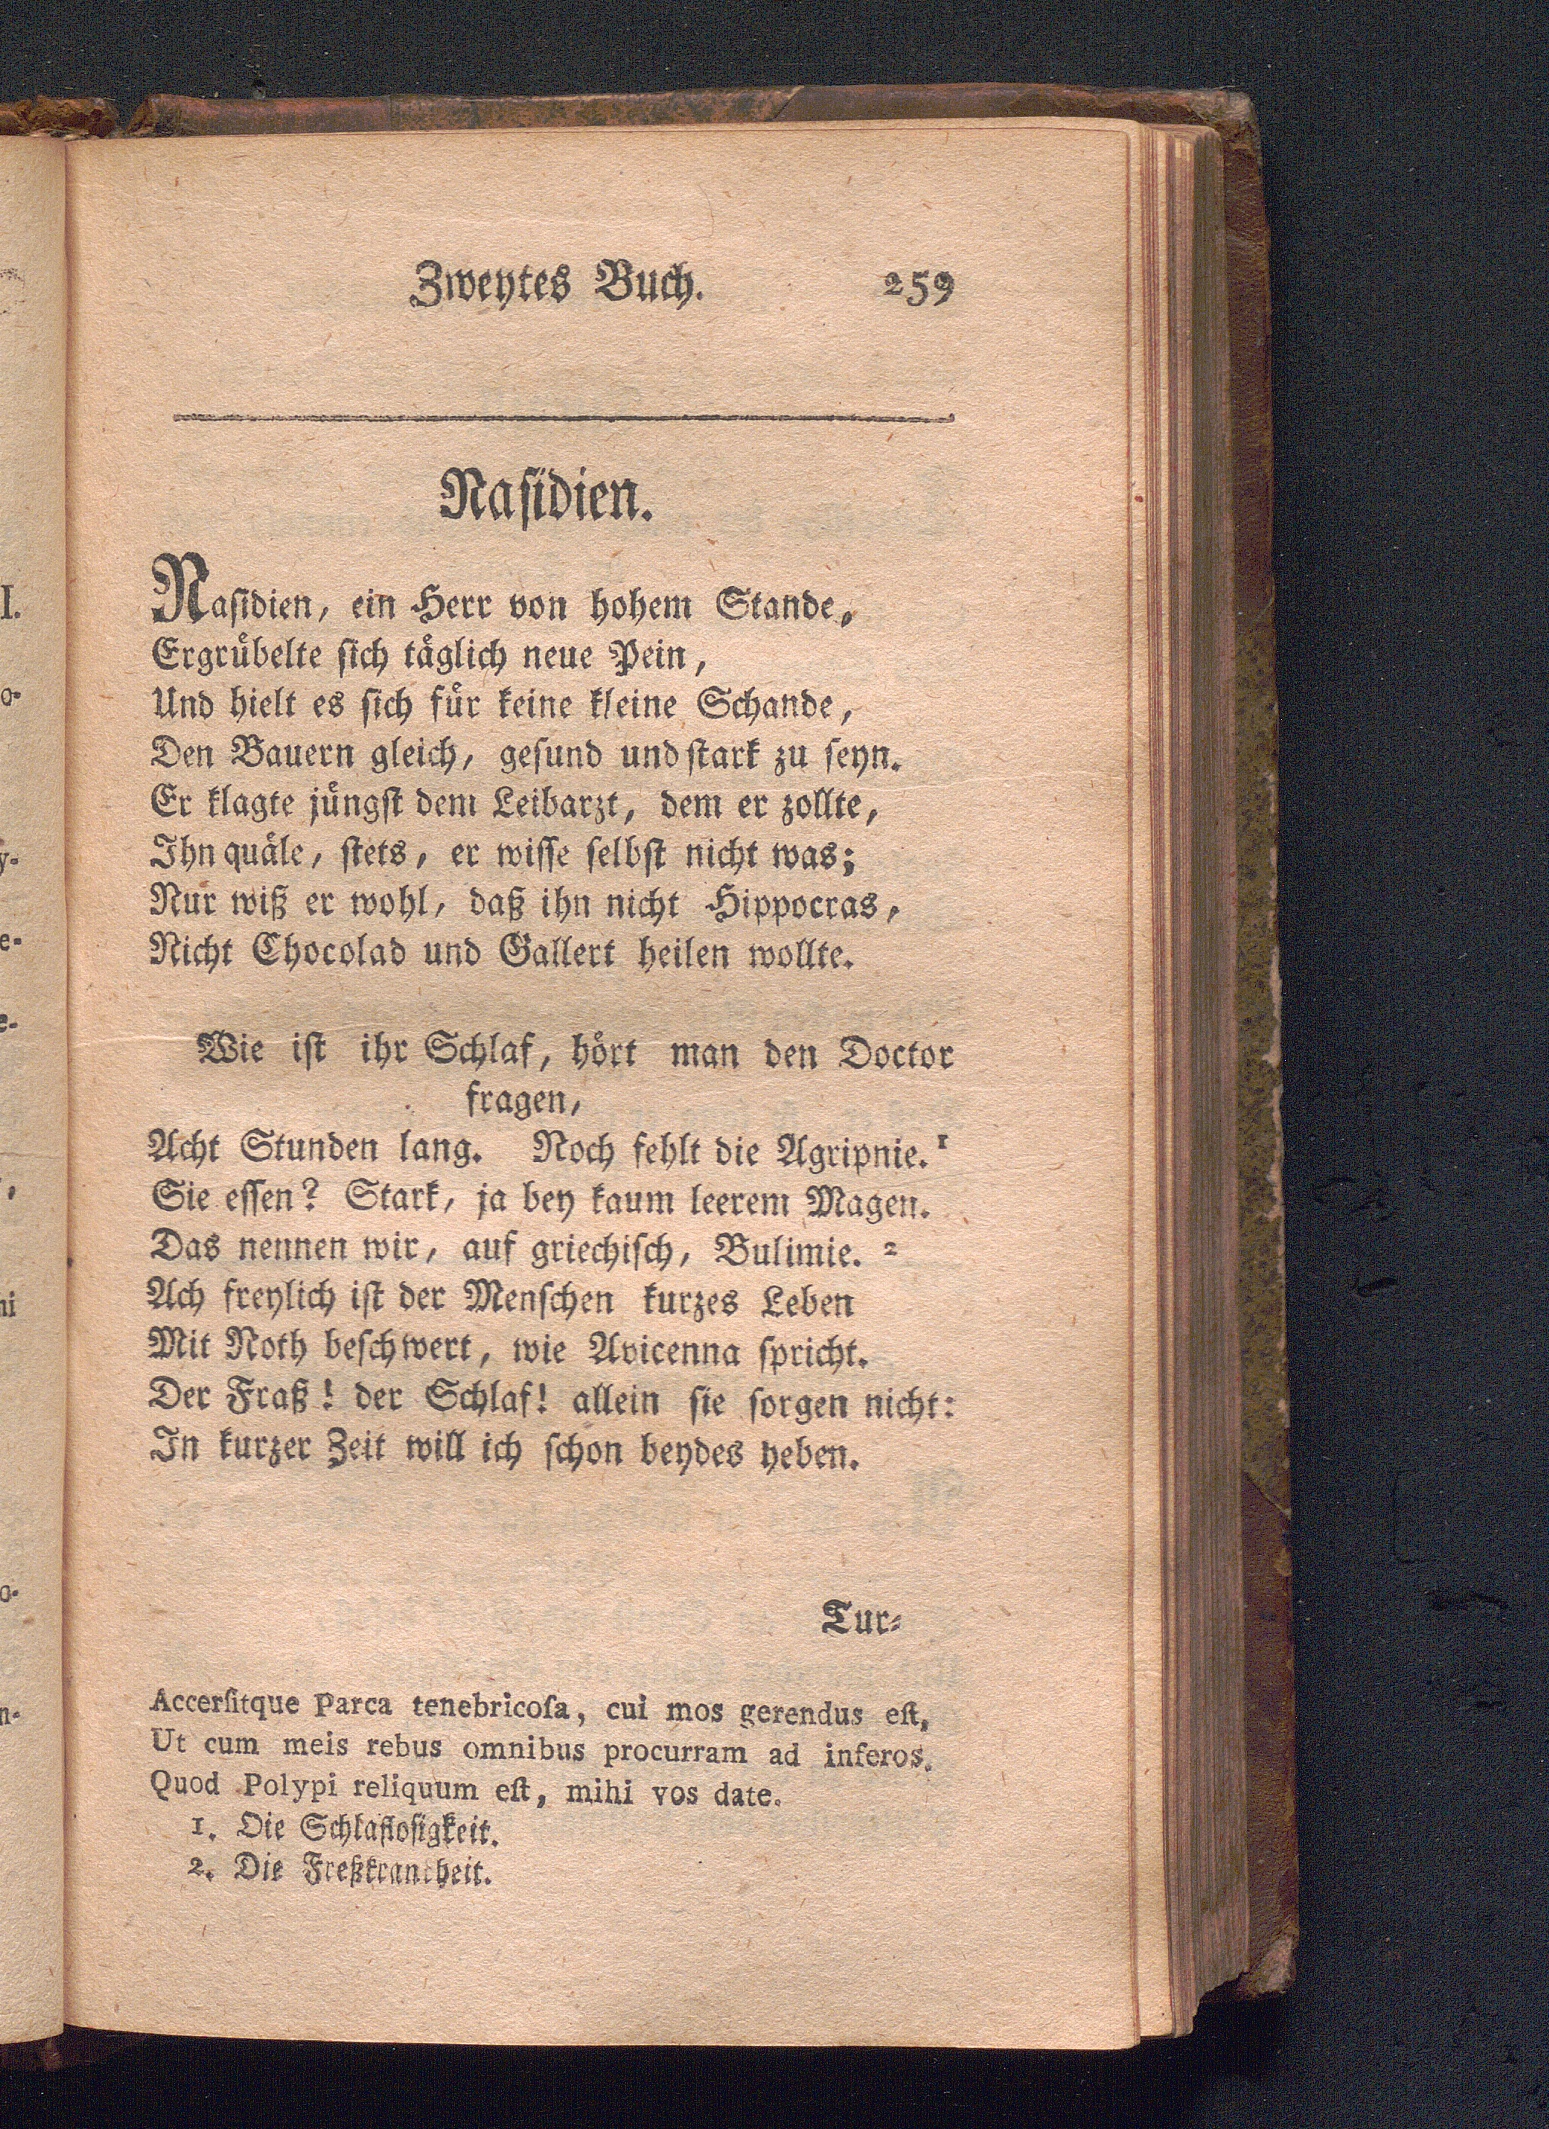 Zweytes Buch. 259
Nasidien.
Nasidien, ein Herr von hohem Stande,
Ergrübelte sich täglich neue Pein,
Und hielt es sich für keine kleine Schande,
Den Bauern gleich, gesund und stark zu seyn.
Er klagte jüngst dem Leibarzt, dem er zollte,
Ihn quäle, stets, er wisse selbst nicht was;
Nur wiß er wohl, daß ihn nicht Hippocras,
Nicht Chocolad und Gallert heilen wollte.
Wie ist ihr Schlaf, hört man den Doctor
fragen,
Acht Stunden lang. Noch fehlt die Agripnie. 1
Sie essen? Stark, ja bey kaum leerem Magen.
Das nennen wir, auf griechisch, Bulimie. 2
Ach freylich ist der Menschen kurzes Leben
Mit Noth beschwert, wie Avicenna spricht.
Der Fraß! der Schlaf! allein sie sorgen nicht:
In kurzer Zeit will ich schon beydes heben.
Tur-
Accersitque Parca tenebricosa, cui mos gerendus est,
Ut cum meis rebus omnibus procurram ad inferos.
Quod Polypi reliquum est, mihi vos date.
1. Die Schlaflosigkeit.
2. Die Freßkrankheit.